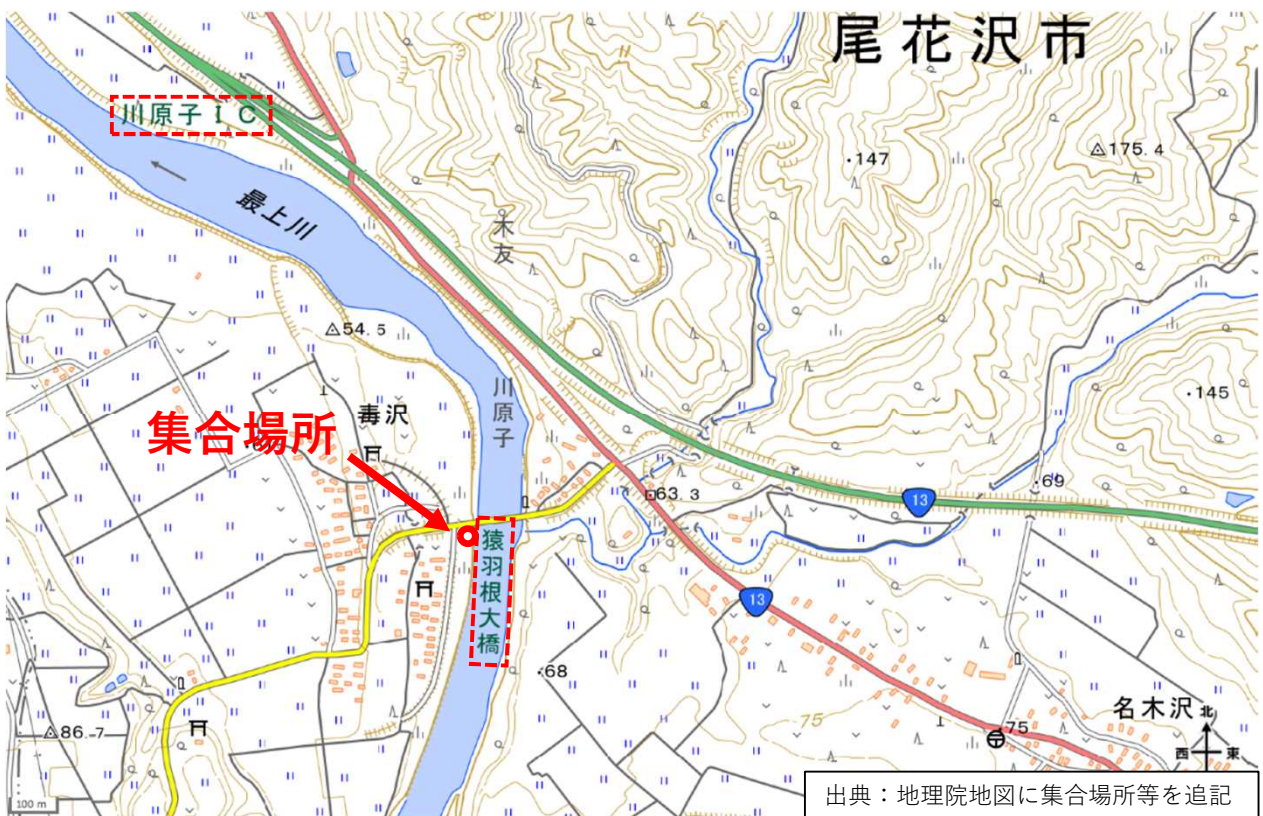 尾花沢市
川原子IC
・147
175.4
最上川
木友
54.5
川原子
・145
毒沢
集合場所
63.3
・69
13
猿羽根大橋
13
・68
名木沢
北
西
東
75
75
86.7
100 m
出典：地理院地図に集合場所等を追記